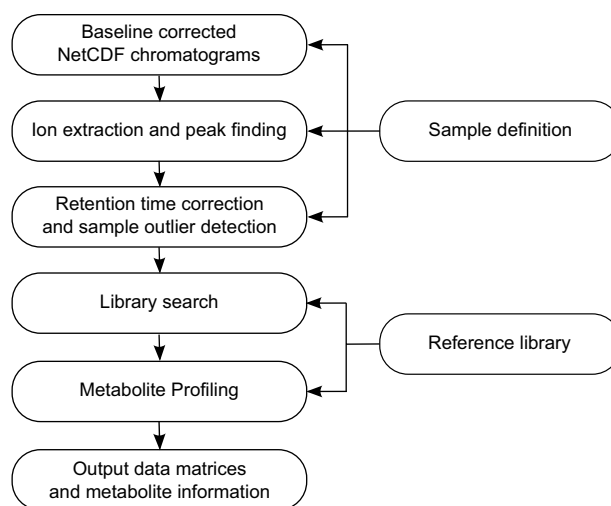 Baseline corrected
NetCDF chromatograms
Ion extraction and peak finding
Sample definition
Retention time correction
and sample outlier detection
Library search
Reference library
Metabolite Profiling
Output data matrices
and metabolite information